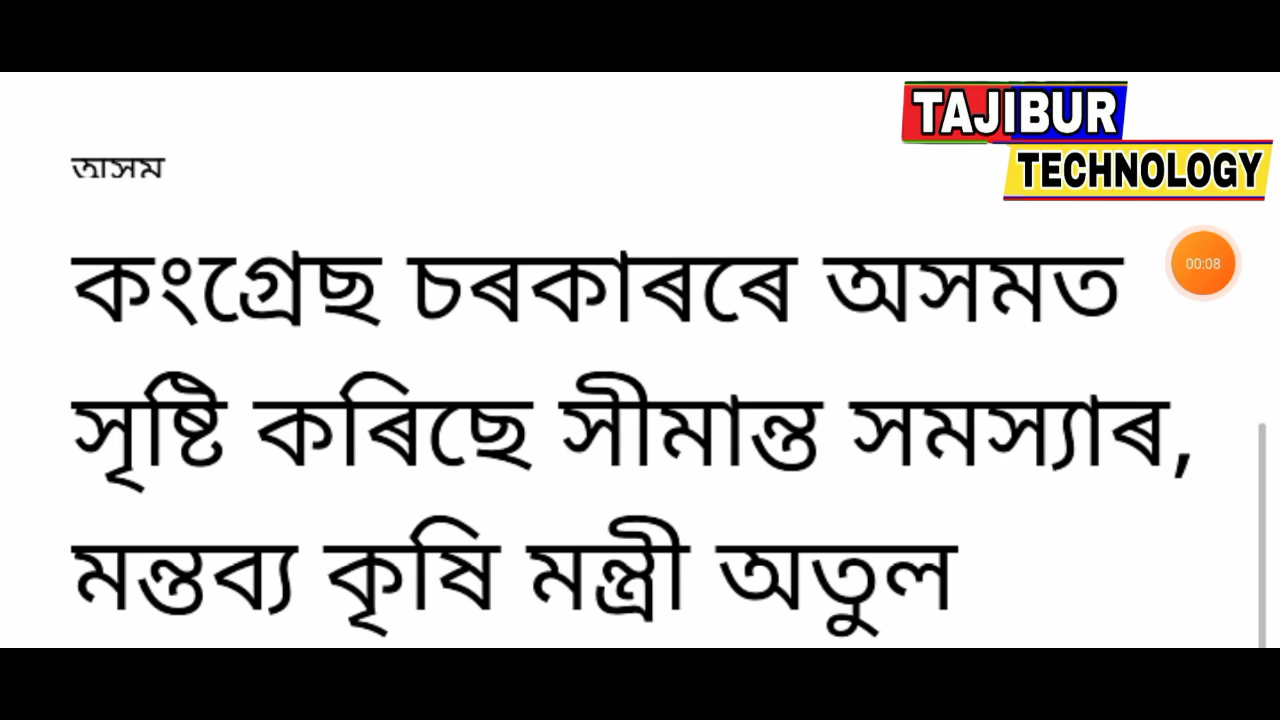 TAJIBUR
TECHNOLOGY
অসম
00:08
কংগ্ৰেছ চৰকাৰৰে অসমত
সৃষ্টি কৰিছে সীমান্ত সমস্যাৰ,
মন্তব্য কৃষি মন্ত্ৰী অতুল